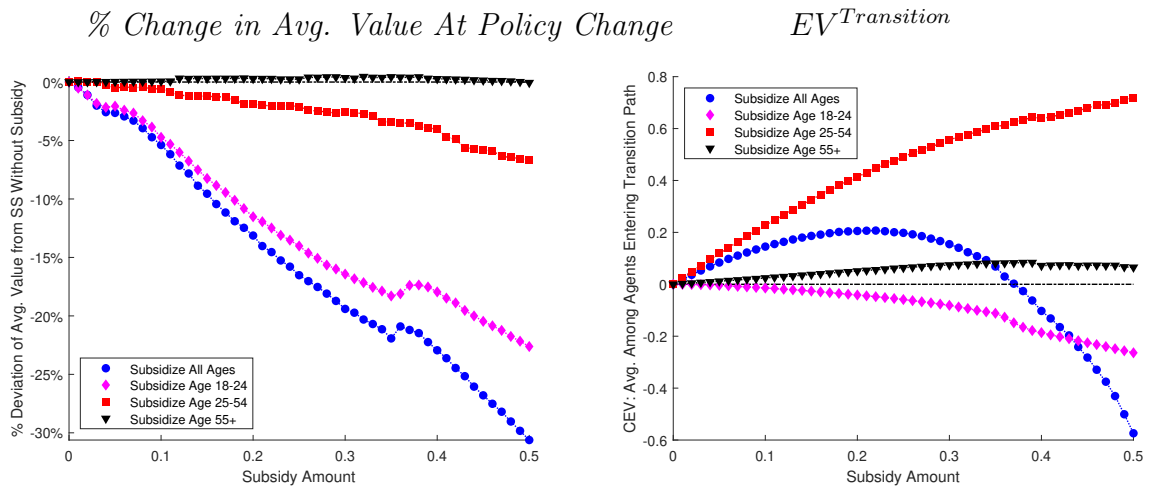 % Change in Avg. Value At Policy Change
% Deviation of Avg. Value from SS Without Subsidy
0%
-5%
-10%
-15%
-20%
-25%
-30%
Subsidize All Ages
Subsidize Age 18-24
Subsidize Age 25-54
Subsidize Age 55+
0
0.1
0.2
0.3
0.4
0.5
Subsidy Amount
EV^Transition
CEV: Avg. Among Agents Entering Transition Path
0.8
0.6
0.4
0.2
0
-0.2
-0.4
-0.6
Subsidize All Ages
Subsidize Age 18-24
Subsidize Age 25-54
Subsidize Age 55+
0
0.1
0.2
0.3
0.4
0.5
Subsidy Amount